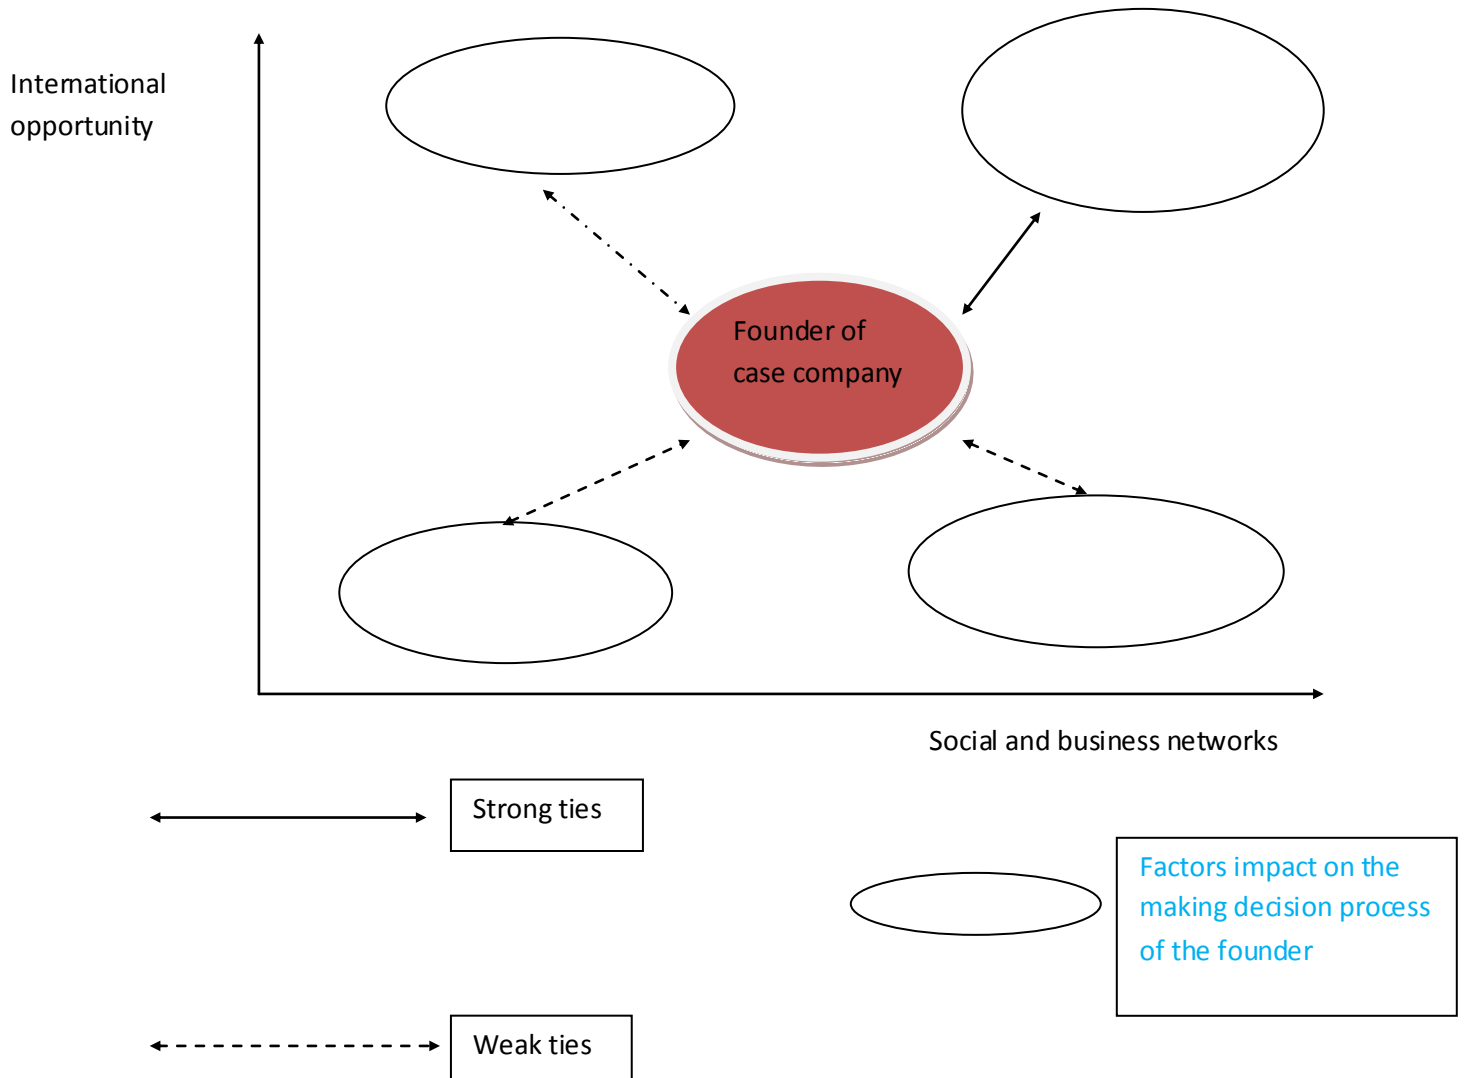 International
opportunity
Founder of
case company
Social and business networks
Strong ties
Factors impact on the
making decision process
of the founder
Weak ties